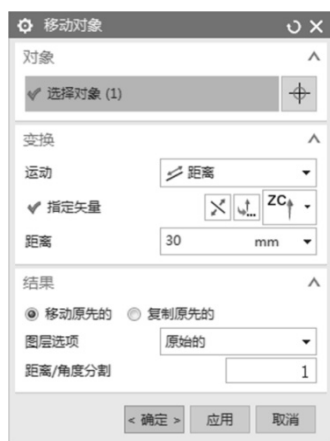 移动对象
对象
选择对象 (1)
变换
运动 距离
指定矢量 ZC
距离 30 mm
结果
移动原先的 复制原先的
图层选项 原始的
距离/角度分割 1
< 确定 > 应用 取消